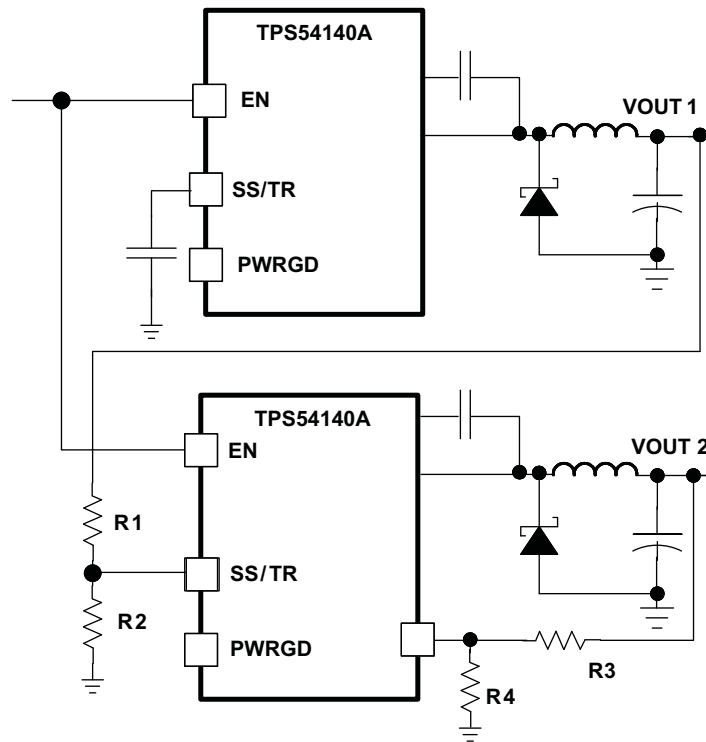 TPS54140A
EN
VOUT 1
SS/TR
PWRGD
TPS54140A
EN
VOUT 2
R1
SS/TR
R2
PWRGD
R3
R4